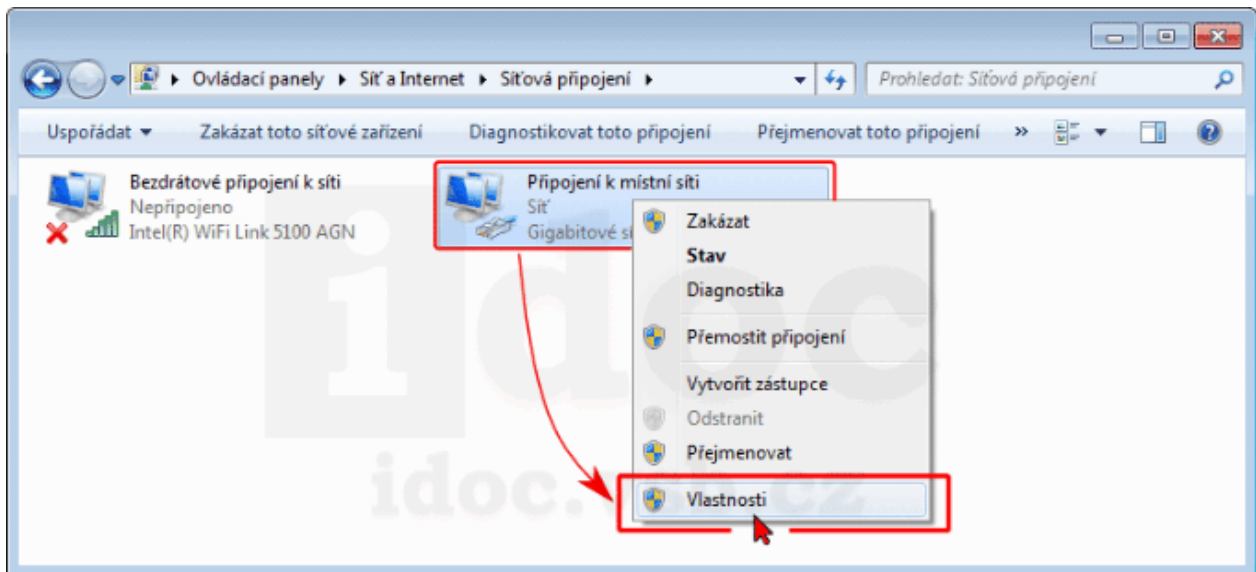 Ovládací panely ▸ Síť a Internet ▸ Síťová připojení ▸
Prohledat: Síťová připojení
Uspořádat
Zakázat toto síťové zařízení
Diagnostikovat toto připojení
Přejmenovat toto připojení
»
Bezdrátové připojení k síti
Nepřipojeno
Intel(R) WiFi Link 5100 AGN
Připojení k místní síti
Síť
Gigabitové
Zakázat
Stav
Diagnostika
Přemostit připojení
Vytvořit zástupce
Odstranit
Přejmenovat
Vlastnosti
idoc
idoc.vsb.cz